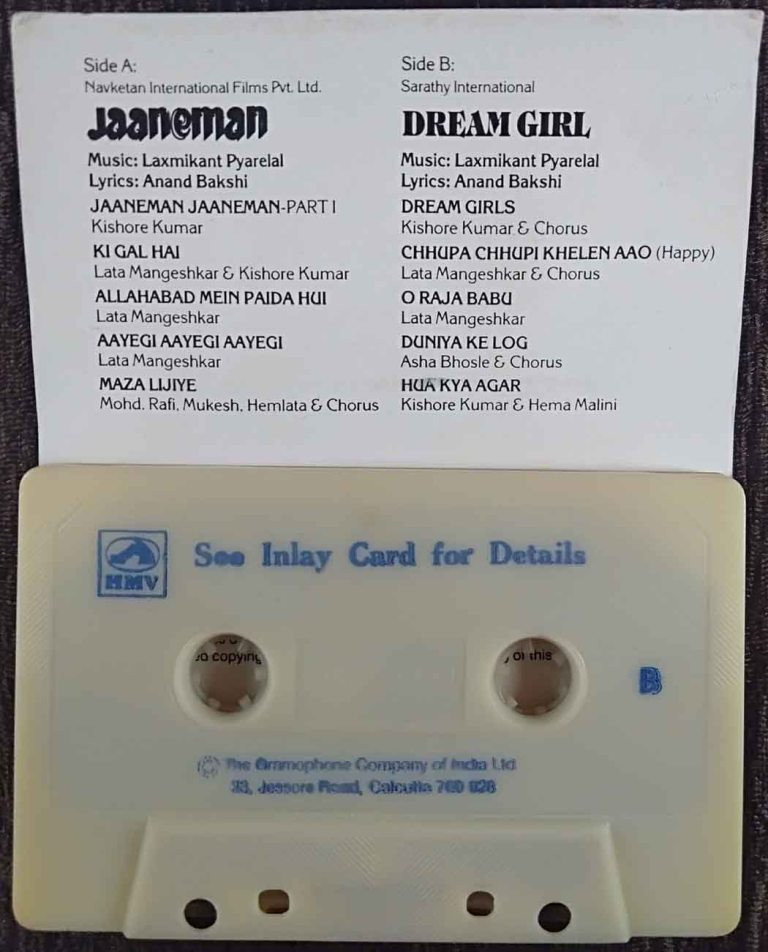 Side A:
Navketan International Films Pvt. Ltd.
Jaaneman
Music: Laxmikant Pyarelal
Lyrics: Anand Bakshi
JAANEMAN JAANEMAN-PART I
Kishore Kumar
KI GAL HAI
Lata Mangeshkar & Kishore Kumar
ALLAHABAD MEIN PAIDA HUI
Lata Mangeshkar
AAYEGI AAYEGI AAYEGI
Lata Mangeshkar
MAZA LIJIYE
Mohd. Rafi, Mukesh, Hemlata & Chorus
Side B:
Sarathy International
DREAM GIRL
Music: Laxmikant Pyarelal
Lyrics: Anand Bakshi
DREAM GIRLS
Kishore Kumar & Chorus
CHHUPA CHHUPI KHELEN AAO (Happy)
Lata Mangeshkar & Chorus
O RAJA BABU
Lata Mangeshkar
DUNIYA KE LOG
Asha Bhosle & Chorus
HUA KYA AGAR
Kishore Kumar & Hema Malini
HMV
See Inlay Card for Details
copying
this
B
The Gramophone Company of India Ltd
33, Jessore Road, Calcutta 700 028